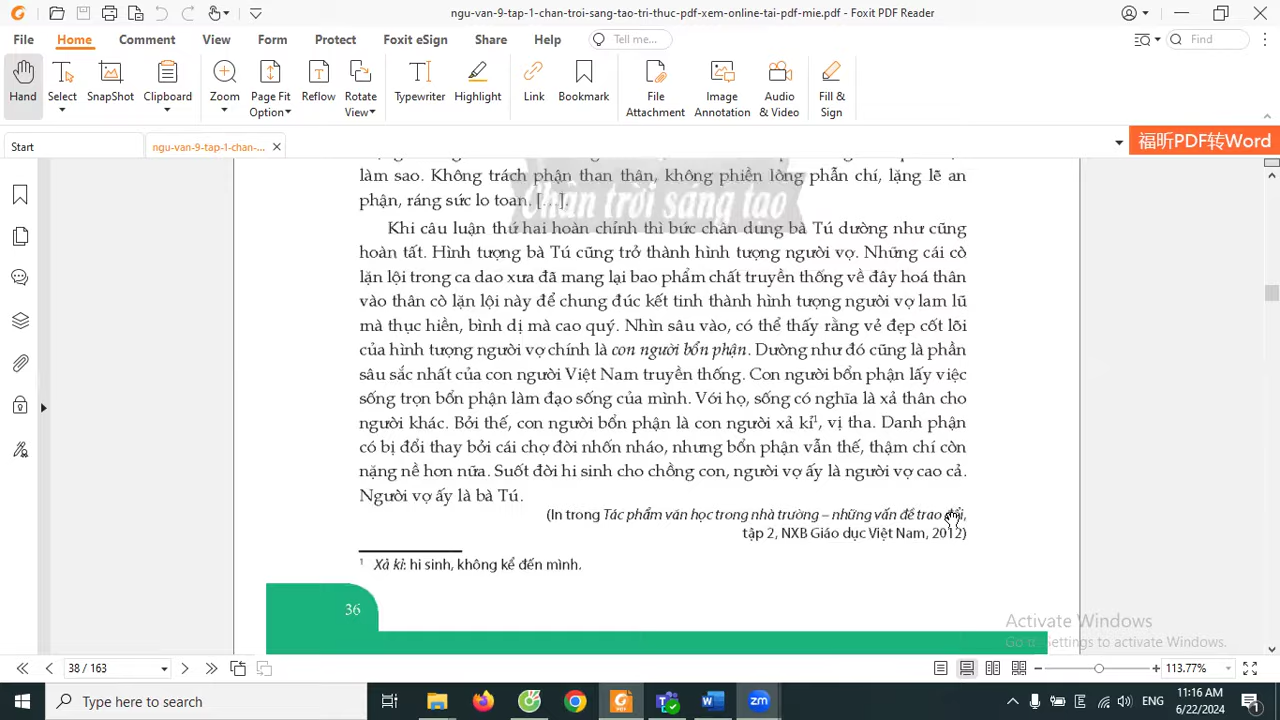 ngu-van-9-tap-1-chan-troi-sang-tao-tri-thuc-pdf-xem-online-tai-pdf-mie.pdf - Foxit PDF Reader
File Home Comment View Form Protect Foxit eSign Share Help Tell me... Find
Hand Select SnapShot Clipboard Zoom Page Fit Option Reflow Rotate View Typewriter Highlight Link Bookmark File Attachment Image Annotation Audio & Video Fill & Sign
Start ngu-van-9-tap-1-chan-... 福昕PDF转Word
làm sao. Không trách phận than thân, không phiền lòng phẫn chí, lặng lẽ an
phận, ráng sức lo toan. […].
Chân trời sáng tạo
Khi câu luận thứ hai hoàn chỉnh thì bức chân dung bà Tú dường như cũng
hoàn tất. Hình tượng bà Tú cũng trở thành hình tượng người vợ. Những cái cò
lặn lội trong ca dao xưa đã mang lại bao phẩm chất truyền thống về đây hoá thân
vào thân cò lặn lội này để chung đúc kết tinh thành hình tượng người vợ lam lũ
mà thục hiền, bình dị mà cao quý. Nhìn sâu vào, có thể thấy rằng vẻ đẹp cốt lõi
của hình tượng người vợ chính là con người bổn phận. Dường như đó cũng là phần
sâu sắc nhất của con người Việt Nam truyền thống. Con người bổn phận lấy việc
sống trọn bổn phận làm đạo sống của mình. Với họ, sống có nghĩa là xả thân cho
người khác. Bởi thế, con người bổn phận là con người xả kỉ¹, vị tha. Danh phận
có bị đổi thay bởi cái chợ đời nhốn nháo, nhưng bổn phận vẫn thế, thậm chí còn
nặng nề hơn nữa. Suốt đời hi sinh cho chồng con, người vợ ấy là người vợ cao cả.
Người vợ ấy là bà Tú.
(In trong Tác phẩm văn học trong nhà trường – những vấn đề trao đổi,
tập 2, NXB Giáo dục Việt Nam, 2012)
¹ Xả kỉ: hi sinh, không kể đến mình.
36
Activate Windows
Go to Settings to activate Windows.
38 / 163 113.77%
Type here to search ENG 11:16 AM
6/22/2024 1